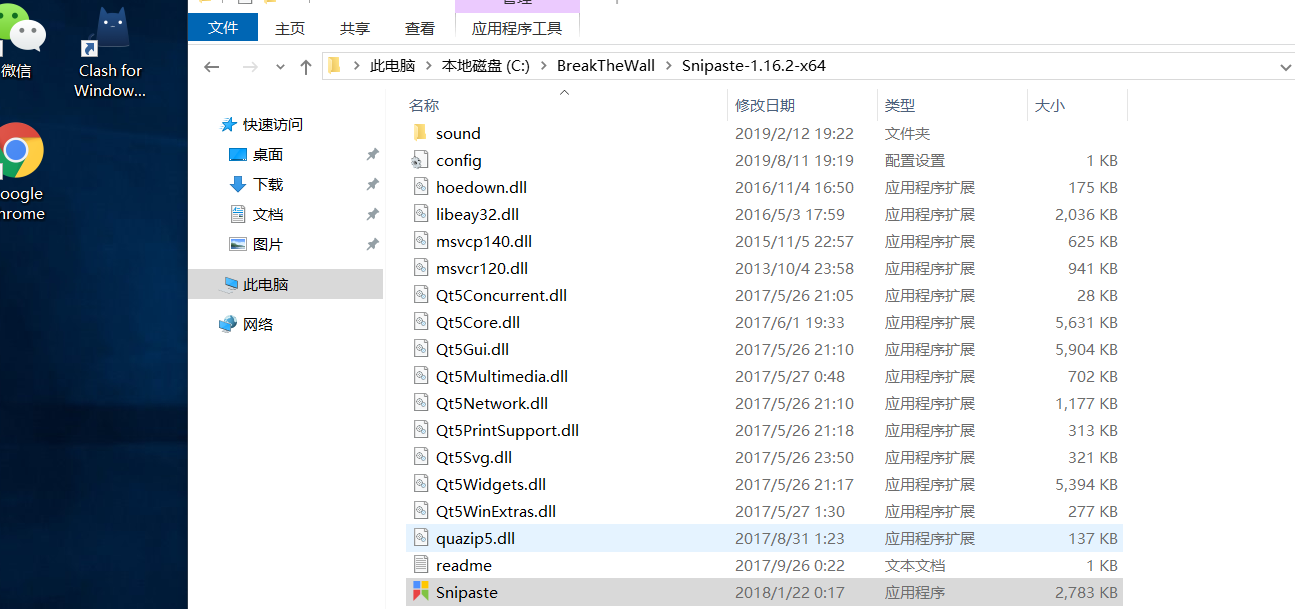 管理
文件 主页 共享 查看 应用程序工具
此电脑 本地磁盘 (C:) BreakTheWall Snipaste-1.16.2-x64
微信
Clash for
Window...
oogle
hrome
快速访问
桌面
下载
文档
图片
此电脑
网络
名称 修改日期 类型 大小
sound 2019/2/12 19:22 文件夹
config 2019/8/11 19:19 配置设置 1 KB
hoedown.dll 2016/11/4 16:50 应用程序扩展 175 KB
libeay32.dll 2016/5/3 17:59 应用程序扩展 2,036 KB
msvcp140.dll 2015/11/5 22:57 应用程序扩展 625 KB
msvcr120.dll 2013/10/4 23:58 应用程序扩展 941 KB
Qt5Concurrent.dll 2017/5/26 21:05 应用程序扩展 28 KB
Qt5Core.dll 2017/6/1 19:33 应用程序扩展 5,631 KB
Qt5Gui.dll 2017/5/26 21:10 应用程序扩展 5,904 KB
Qt5Multimedia.dll 2017/5/27 0:48 应用程序扩展 702 KB
Qt5Network.dll 2017/5/26 21:10 应用程序扩展 1,177 KB
Qt5PrintSupport.dll 2017/5/26 21:18 应用程序扩展 313 KB
Qt5Svg.dll 2017/5/26 23:50 应用程序扩展 321 KB
Qt5Widgets.dll 2017/5/26 21:17 应用程序扩展 5,394 KB
Qt5WinExtras.dll 2017/5/27 1:30 应用程序扩展 277 KB
quazip5.dll 2017/8/31 1:23 应用程序扩展 137 KB
readme 2017/9/26 0:22 文本文档 1 KB
Snipaste 2018/1/22 0:17 应用程序 2,783 KB